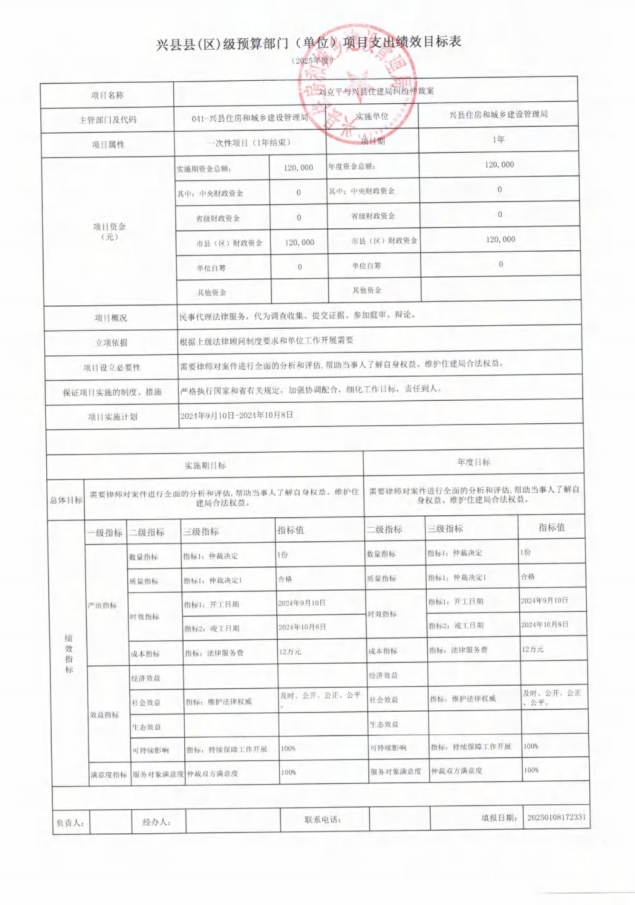 兴县县(区)级预算部门(单位)项目支出绩效目标表
(2025年度)
项目名称 刘立平与兴县住建局纠纷仲裁案
主管部门及代码 041-兴县住房和城乡建设管理局 实施单位 兴县住房和城乡建设管理局
项目属性 一次性项目(1年结束) 项目期 1年
项目资金
(元)
实施期资金总额: 120,000 年度资金总额: 120,000
其中:中央财政资金 0 其中:中央财政资金 0
省级财政资金 0 省级财政资金 0
市县(区)财政资金 120,000 市县(区)财政资金 120,000
单位自筹 0 单位自筹 0
其他资金 其他资金
项目概况 民事代理法律服务,代为调查收集、提交证据、参加庭审、辩论。
立项依据 根据上级法律顾问制度要求和单位工作开展需要
项目设立必要性 需要律师对案件进行全面的分析和评估,帮助当事人了解自身权益、维护住建局合法权益。
保证项目实施的制度、措施 严格执行国家和省有关规定,加强协调配合,细化工作目标,责任到人。
项目实施计划 2024年9月10日-2024年10月8日
实施期目标 年度目标
总体目标 需要律师对案件进行全面的分析和评估,帮助当事人了解自身权益、维护住建局合法权益。 需要律师对案件进行全面的分析和评估,帮助当事人了解自身权益、维护住建局合法权益。
绩效指标
一级指标 二级指标 三级指标 指标值 二级指标 三级指标 指标值
产出指标
数量指标 指标1:仲裁决定 1份 数量指标 指标1:仲裁决定 1份
质量指标 指标1:仲裁决定1 合格 质量指标 指标1:仲裁决定1 合格
时效指标 指标1:开工日期 2024年9月10日 时效指标 指标1:开工日期 2024年9月10日
指标2:竣工日期 2024年10月8日 指标2:竣工日期 2024年10月8日
成本指标 指标:法律服务费 12万元 成本指标 指标:法律服务费 12万元
效益指标
经济效益 经济效益
社会效益 指标:维护法律权威 及时、公开、公正、公平。 社会效益 指标:维护法律权威 及时、公开、公正、公平。
生态效益 生态效益
可持续影响 指标:持续保障工作开展 100% 可持续影响 指标:持续保障工作开展 100%
满意度指标 服务对象满意度 仲裁双方满意度 100% 服务对象满意度 仲裁双方满意度 100%
负责人: 经办人: 联系电话: 填报日期: 20250108172331